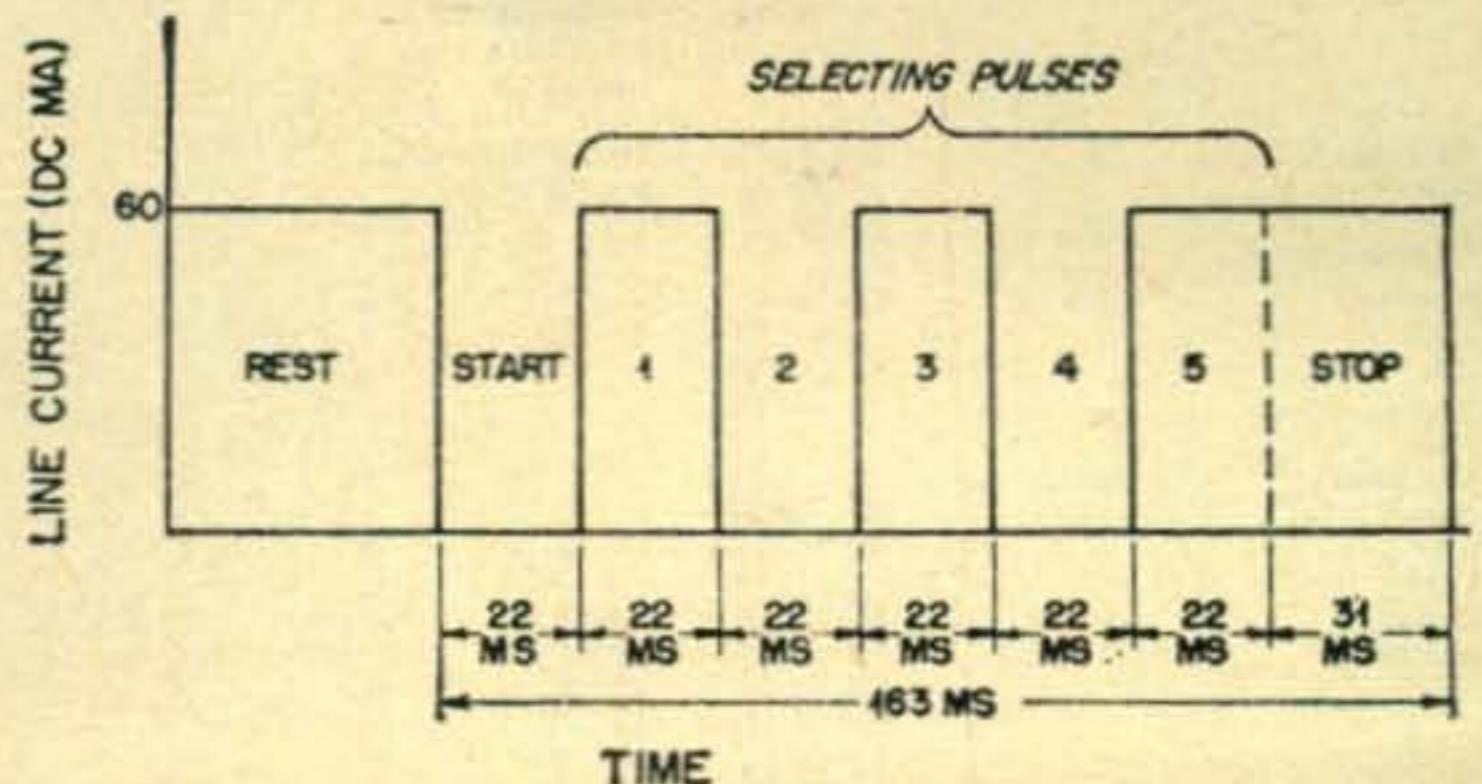 LINE CURRENT (DC MA)
SELECTING PULSES
60
REST START 1 2 3 4 5 STOP
22 MS 22 MS 22 MS 22 MS 22 MS 22 MS 31 MS
163 MS
TIME